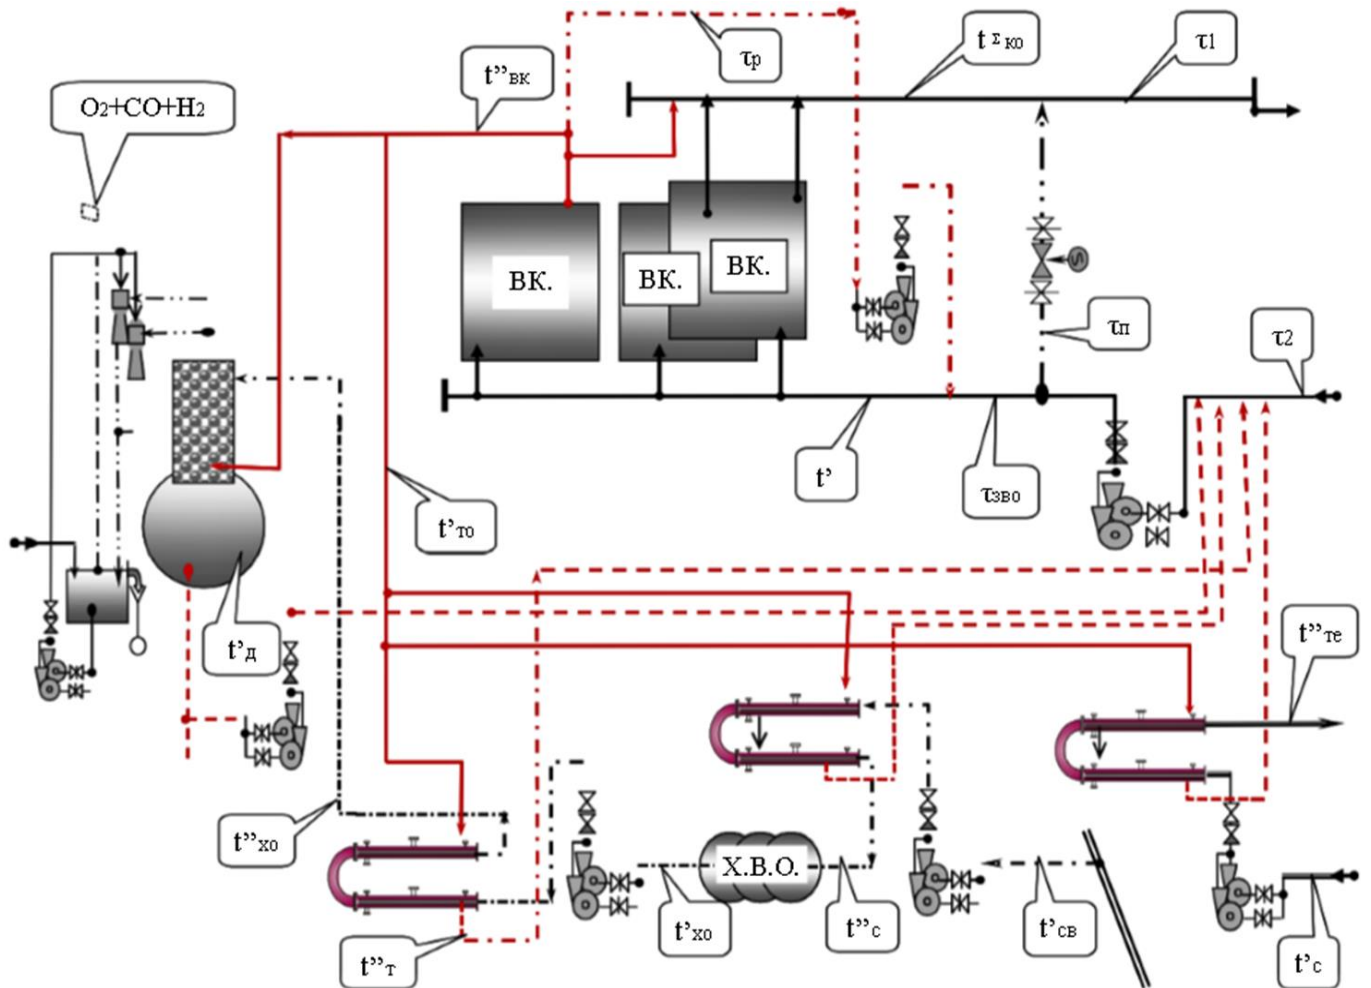 τр
t Σ ко
τ1
t”вк
O2+CO+H2
ВК.
ВК.
ВК.
τп
τ2
t’
τзво
t’то
t’д
t”те
t”хо
Х.В.О.
t’хо
t”с
t’св
t”т
t’с